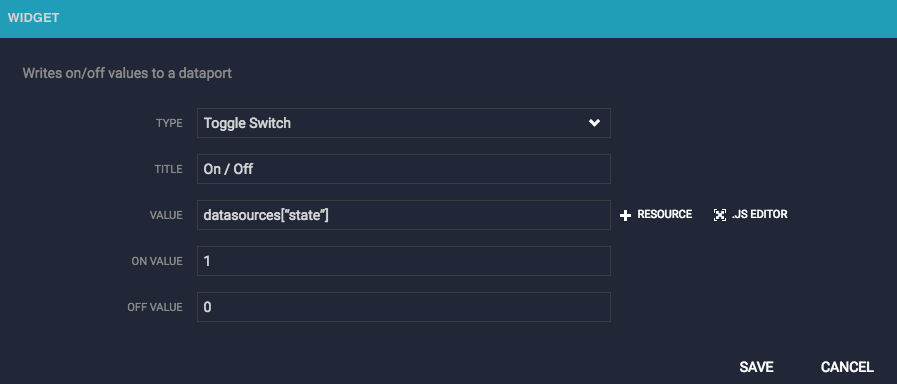 WIDGET
Writes on/off values to a dataport
TYPE Toggle Switch
TITLE On / Off
VALUE datasources[“state”] + RESOURCE .JS EDITOR
ON VALUE 1
OFF VALUE 0
SAVE CANCEL